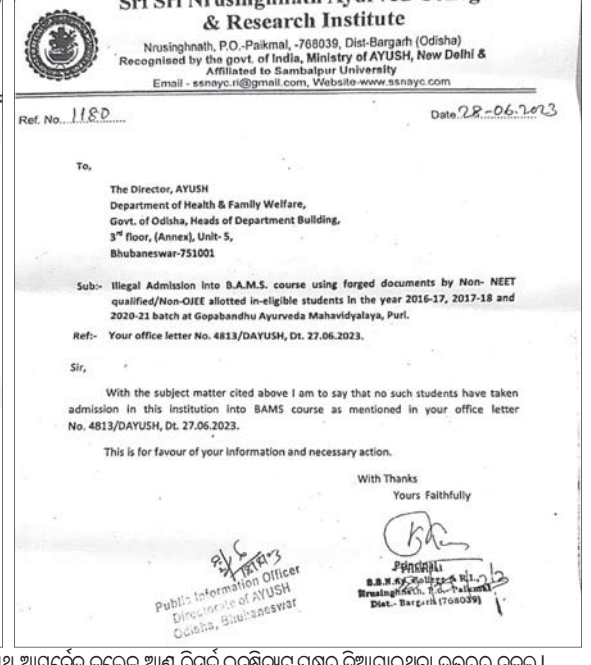 Sri Sri Nrusinghnath Ayurved
& Research Institute
Nrusinghnath, P.O.-Paikmal, -768039, Dist-Bargarh (Odisha)
Recognised by the govt. of India, Ministry of AYUSH, New Delhi &
Affiliated to Sambalpur University
Email - ssnayc.ri@gmail.com, Website-www.ssnayc.com
Ref. No. 1180
Date 28-06.2023
To,
The Director, AYUSH
Department of Health & Family Welfare,
Govt. of Odisha, Heads of Department Building,
3rd floor, (Annex), Unit- 5,
Bhubaneswar-751001
Sub:- Illegal Admission into B.A.M.S. course using forged documents by Non- NEET
qualified/Non-OJEE allotted in-eligible students in the year 2016-17, 2017-18 and
2020-21 batch at Gopabandhu Ayurveda Mahavidyalaya, Puri.
Ref:- Your office letter No. 4813/DAYUSH, Dt. 27.06.2023.
Sir,
With the subject matter cited above I am to say that no such students have taken
admission in this institution into BAMS course as mentioned in your office letter
No. 4813/DAYUSH, Dt. 27.06.2023.
This is for favour of your information and necessary action.
With Thanks
Yours Faithfully
Principal
S.S.N.Ay. College & R.I.,
Nrusinghnath, P.O.- Paikmal
Dist.- Bargarh (768039)
Public Information Officer
Directorate of AYUSH
Odisha, Bhubaneswar